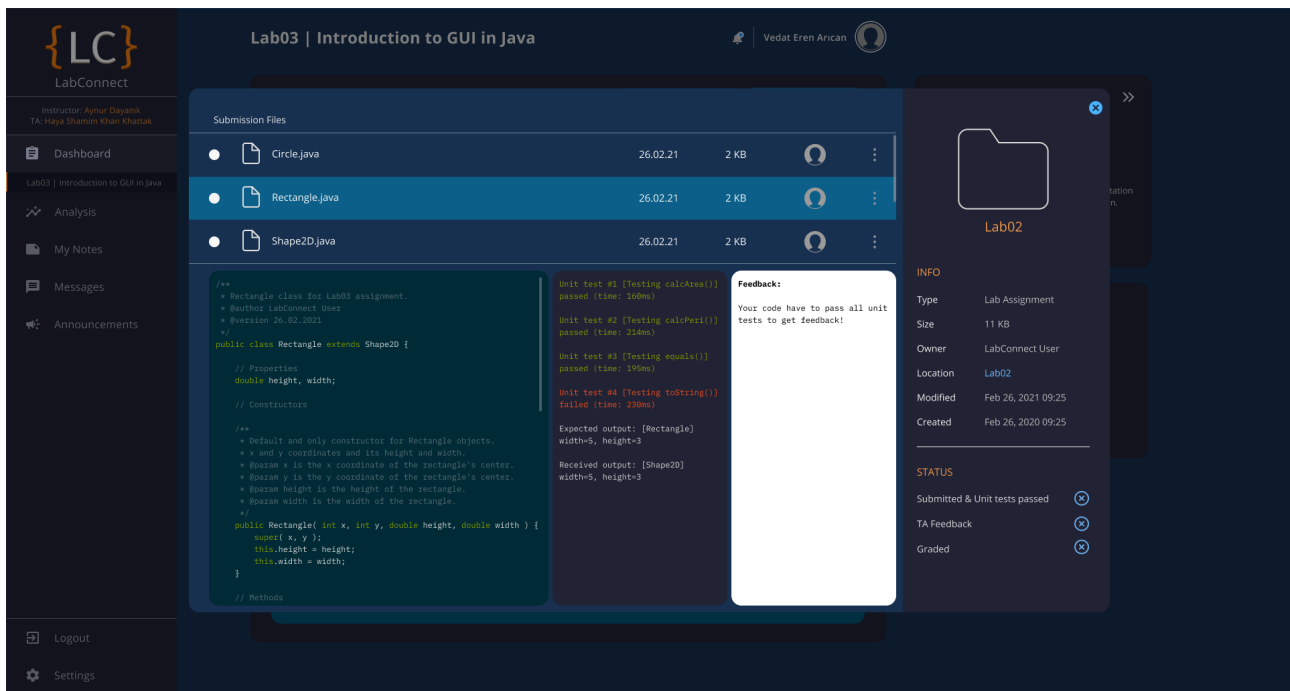 {LC}
LabConnect
Instructor: Aynur Dayanık
TA: Haya Shamim Khan Khattak
Dashboard
Lab03 | Introduction to GUI in Java
Analysis
My Notes
Messages
Announcements
Logout
Settings
Lab03 | Introduction to GUI in Java
Vedat Eren Arıcan
Submission Files
Circle.java 26.02.21 2 KB
Rectangle.java 26.02.21 2 KB
Shape2D.java 26.02.21 2 KB
/**
* Rectangle class for Lab03 assignment.
* @author LabConnect User
* @version 26.02.2021
*/
public class Rectangle extends Shape2D {
// Properties
double height, width;
// Constructors
/**
* Default and only constructor for Rectangle objects.
* x and y coordinates and its height and width.
* @param x is the x coordinate of the rectangle's center.
* @param y is the y coordinate of the rectangle's center.
* @param height is the height of the rectangle.
* @param width is the width of the rectangle.
*/
public Rectangle( int x, int y, double height, double width ) {
super( x, y );
this.height = height;
this.width = width;
}
// Methods
Unit test #1 [Testing calcArea()]
passed (time: 160ms)
Unit test #2 [Testing calcPeri()]
passed (time: 214ms)
Unit test #3 [Testing equals()]
passed (time: 195ms)
Unit test #4 [Testing toString()]
failed (time: 230ms)
Expected output: [Rectangle]
width=5, height=3
Received output: [Shape2D]
width=5, height=3
Feedback:
Your code have to pass all unit
tests to get feedback!
Lab02
INFO
Type Lab Assignment
Size 11 KB
Owner LabConnect User
Location Lab02
Modified Feb 26, 2021 09:25
Created Feb 26, 2020 09:25
STATUS
Submitted & Unit tests passed
TA Feedback
Graded